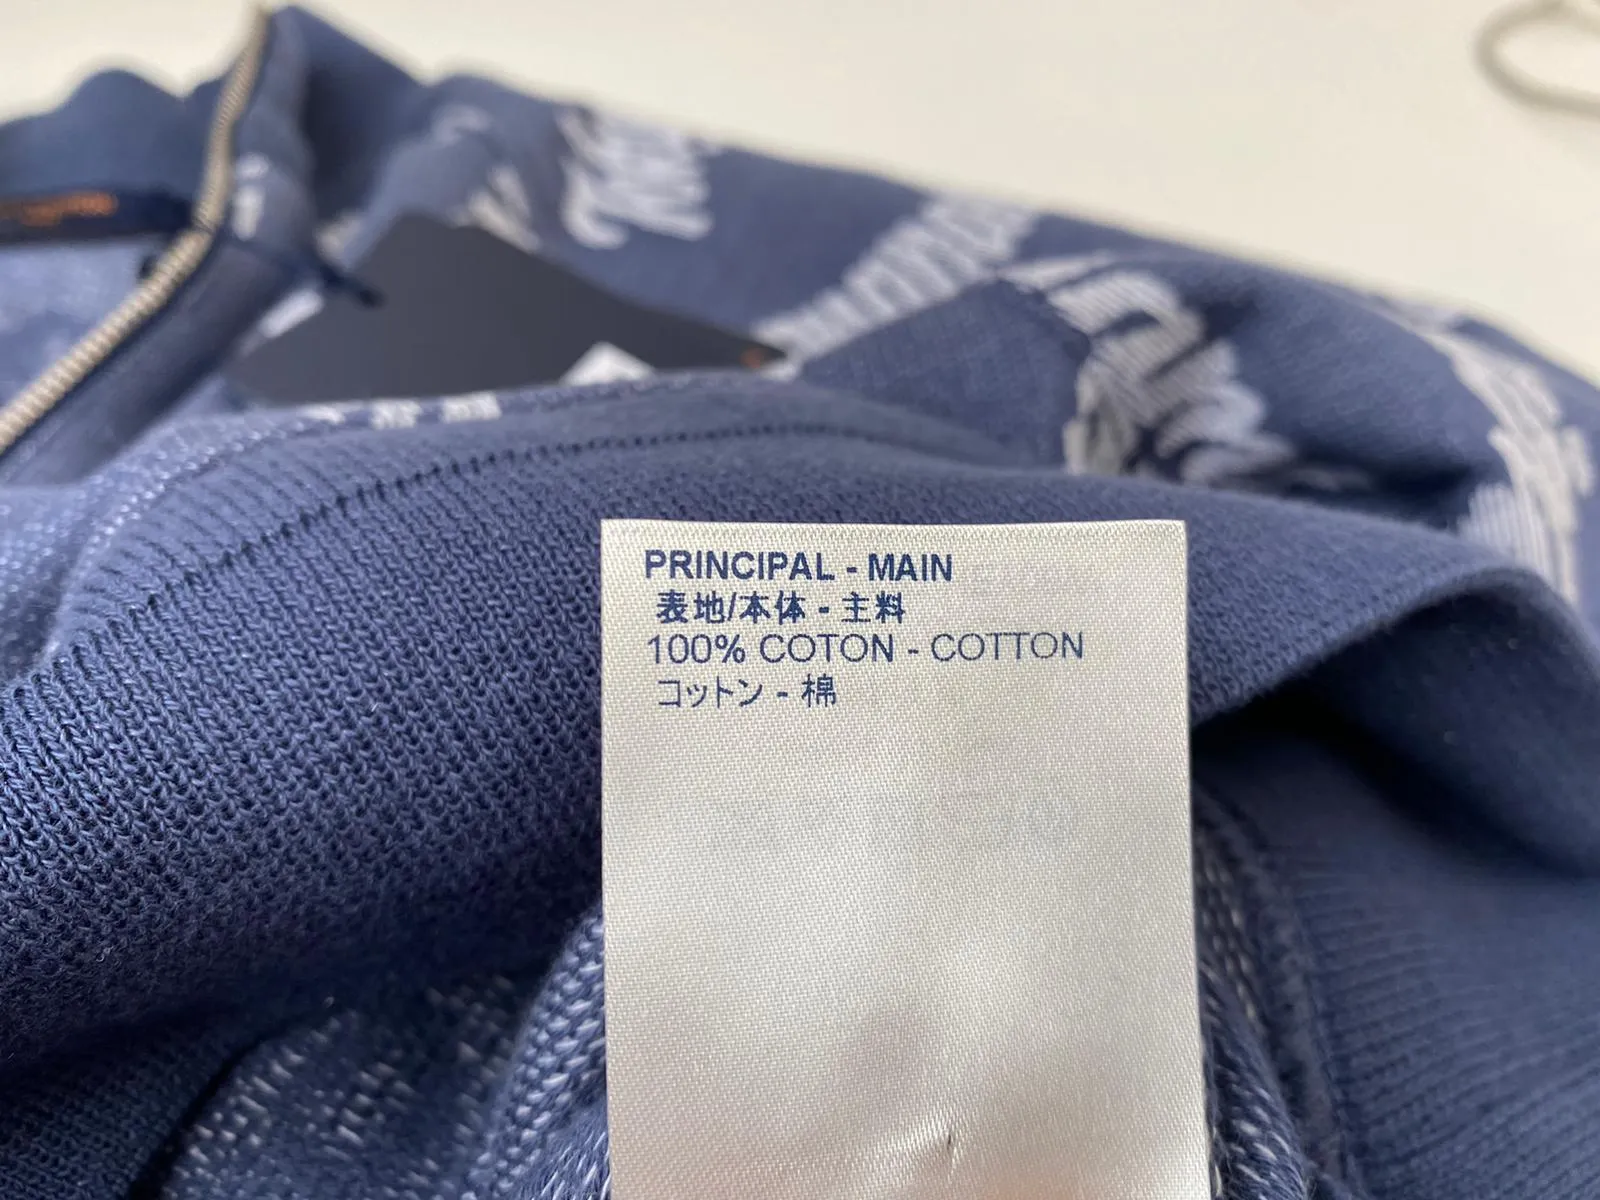 PRINCIPAL - MAIN
表地/本体 - 主料
100% COTON - COTTON
コットン - 棉